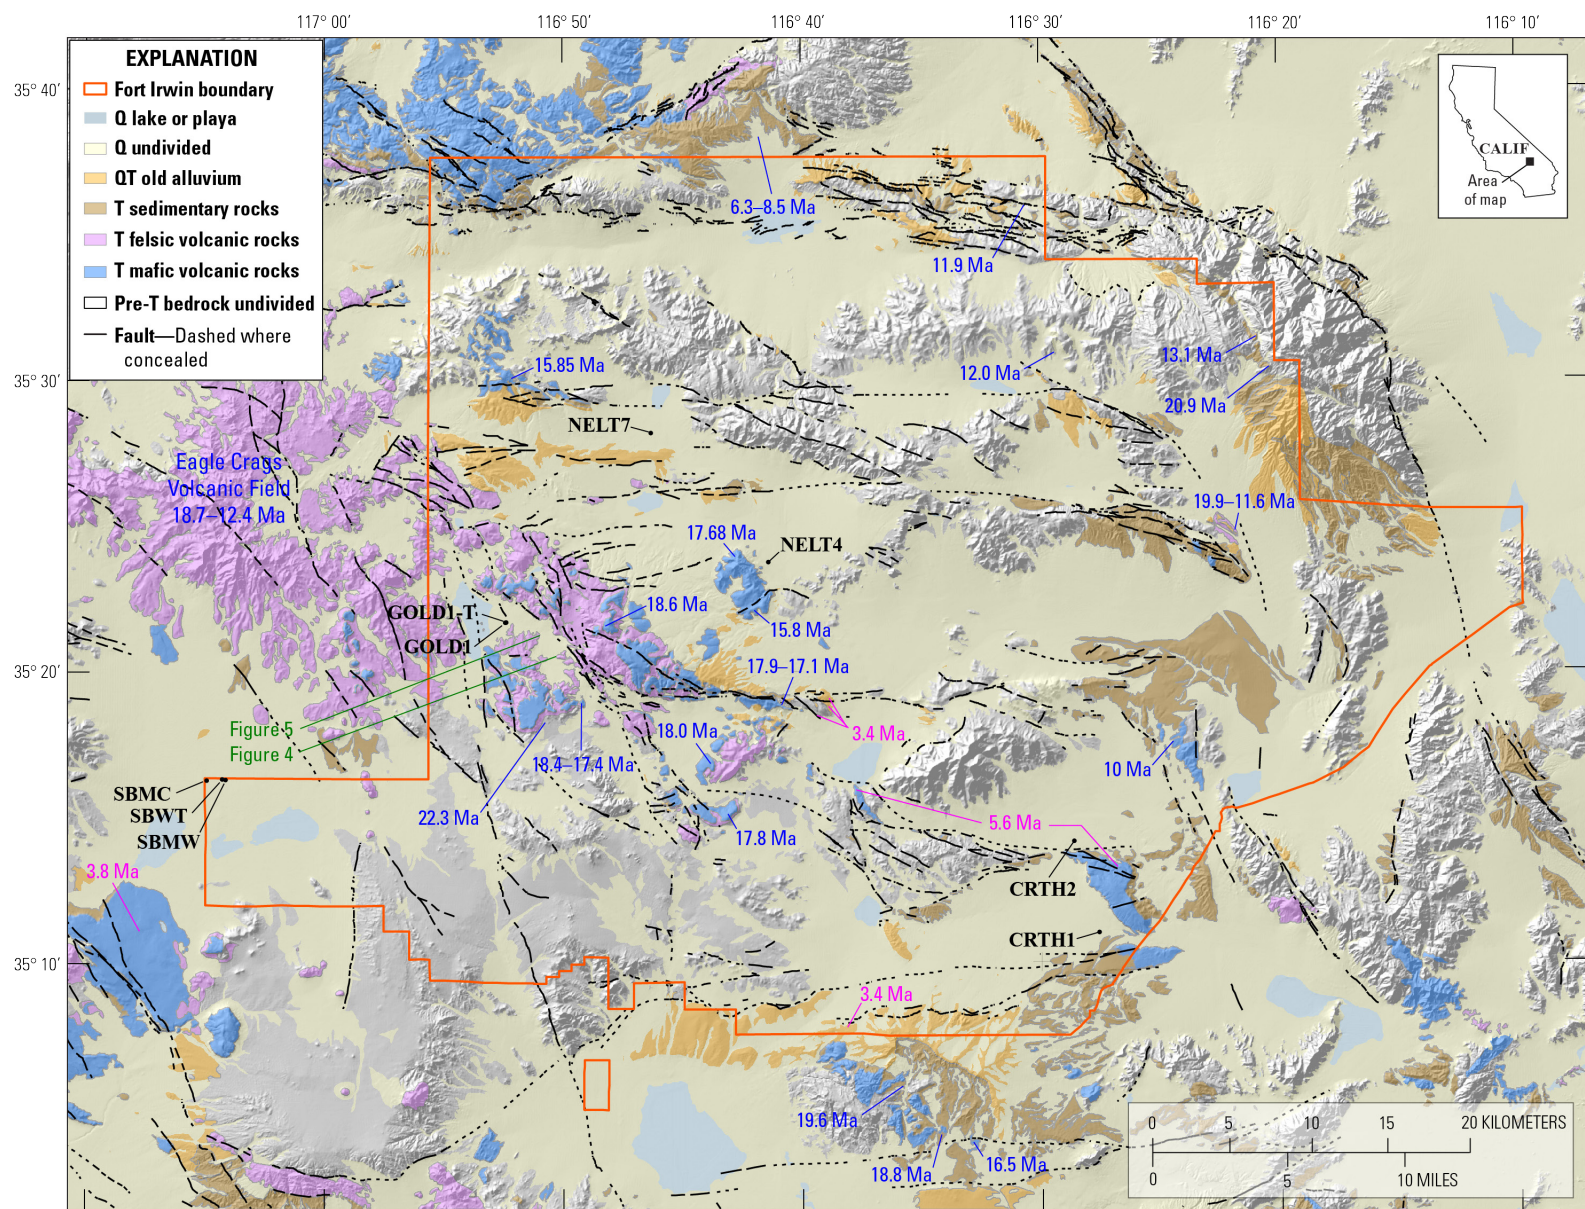 117° 00′
116° 50′
116° 40′
116° 30′
116° 20′
116° 10′
35° 40′
35° 30′
35° 20′
35° 10′
EXPLANATION
Fort Irwin boundary
Q lake or playa
Q undivided
QT old alluvium
T sedimentary rocks
T felsic volcanic rocks
T mafic volcanic rocks
Pre-T bedrock undivided
Fault—Dashed where
concealed
CALIF
Area
of map
6.3–8.5 Ma
11.9 Ma
13.1 Ma
15.85 Ma
12.0 Ma
20.9 Ma
NELT7
Eagle Crags
Volcanic Field
18.7–12.4 Ma
19.9–11.6 Ma
17.68 Ma
NELT4
GOLD1-T
GOLD1
18.6 Ma
15.8 Ma
17.9–17.1 Ma
Figure 5
Figure 4
18.0 Ma
3.4 Ma
18.4–17.4 Ma
10 Ma
SBMC
SBWT
SBMW
22.3 Ma
17.8 Ma
5.6 Ma
3.8 Ma
CRTH2
CRTH1
3.4 Ma
19.6 Ma
18.8 Ma
16.5 Ma
0 5 10 15 20 KILOMETERS
0 5 10 MILES